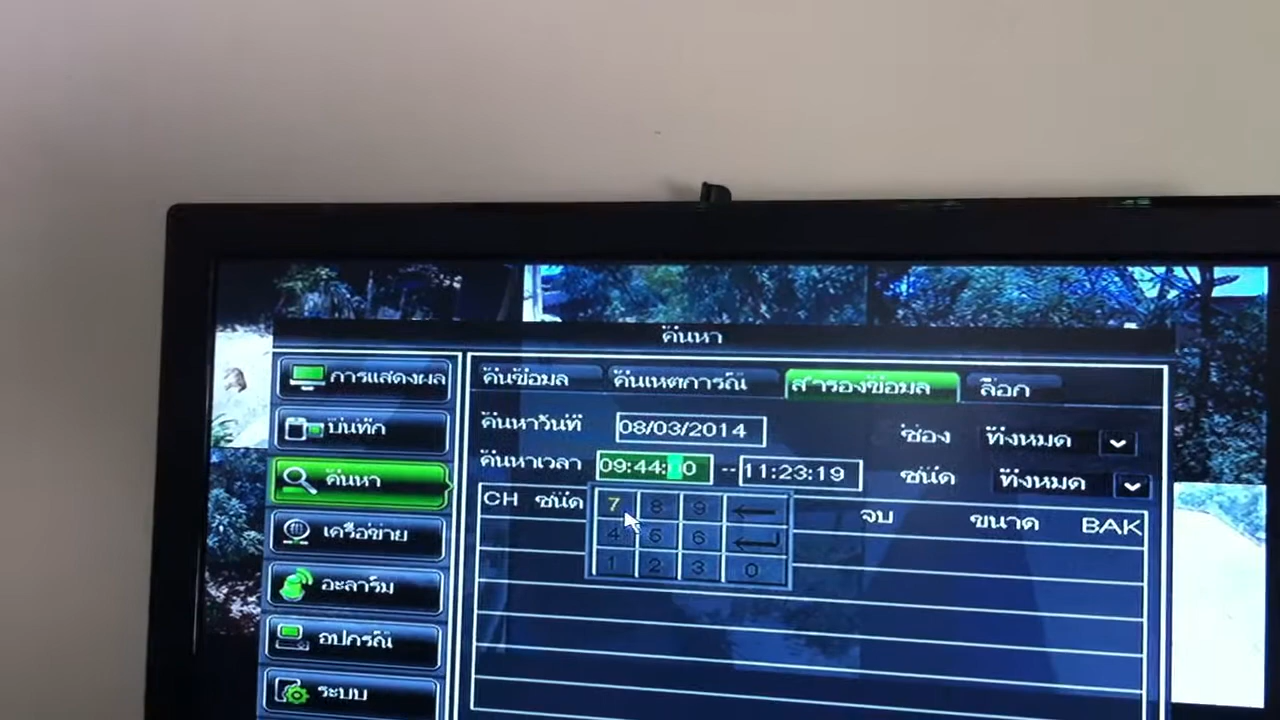 ค้นหา
การแสดงผล
บันทึก
ค้นหา
เครือข่าย
อะลาร์ม
อุปกรณ์
ระบบ
ค้นข้อมูล ค้นเหตุการณ์ สำรองข้อมูล ล็อก
ค้นหาวันที่ 08/03/2014 ช่อง ทั้งหมด
ค้นหาเวลา 09:44: 0 -- 11:23:19 ชนิด ทั้งหมด
CH ชนิด จบ ขนาด BAK
7 8 9
4 5 6
1 2 3 0